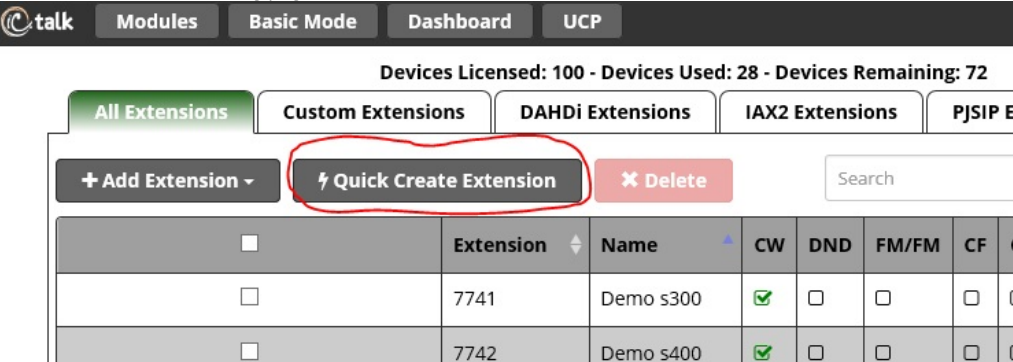 talk Modules Basic Mode Dashboard UCP
Devices Licensed: 100 - Devices Used: 28 - Devices Remaining: 72
All Extensions Custom Extensions DAHDi Extensions IAX2 Extensions PJSIP E
+ Add Extension Quick Create Extension Delete Search
Extension Name CW DND FM/FM CF
7741 Demo s300
7742 Demo s400